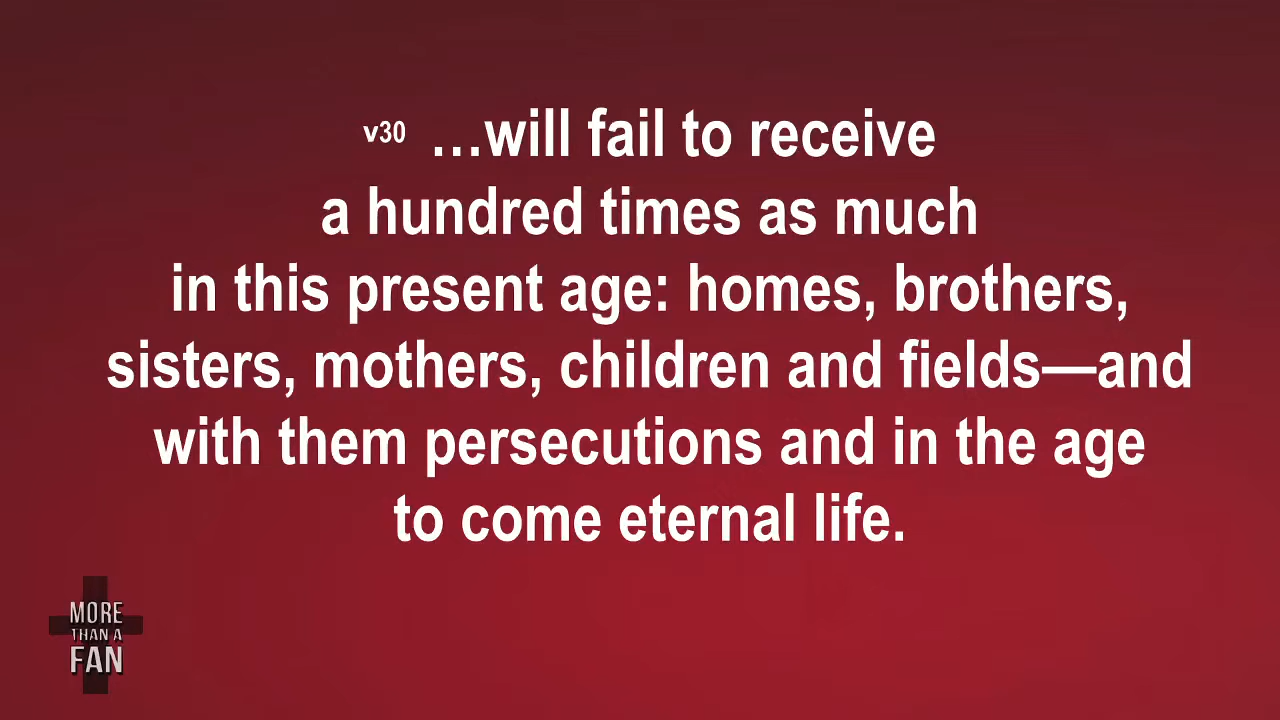 v30 …will fail to receive
a hundred times as much
in this present age: homes, brothers,
sisters, mothers, children and fields—and
with them persecutions and in the age
to come eternal life.
MORE
THAN A
FAN